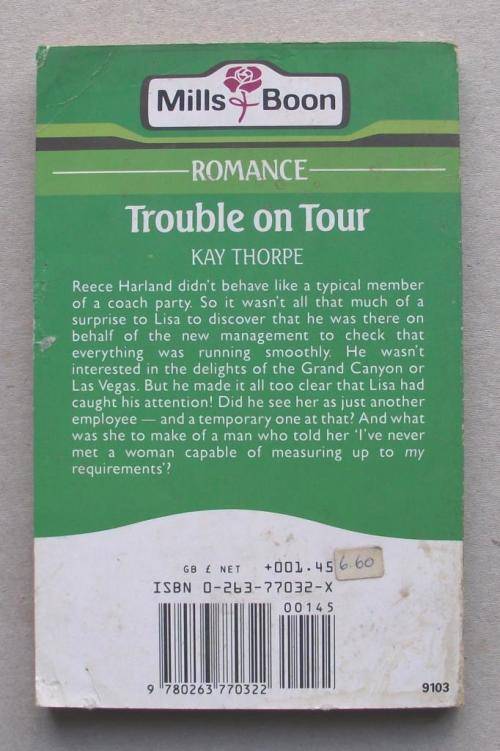 Mills & Boon
ROMANCE
Trouble on Tour
KAY THORPE
Reece Harland didn't behave like a typical member
of a coach party. So it wasn't all that much of a
surprise to Lisa to discover that he was there on
behalf of the new management to check that
everything was running smoothly. He wasn't
interested in the delights of the Grand Canyon or
Las Vegas. But he made it all too clear that Lisa had
caught his attention! Did he see her as just another
employee — and a temporary one at that? And what
was she to make of a man who told her 'I've never
met a woman capable of measuring up to my
requirements'?
GB £ NET +001.45
6.60
ISBN 0-263-77032-X
00145
9 780263 770322
9103